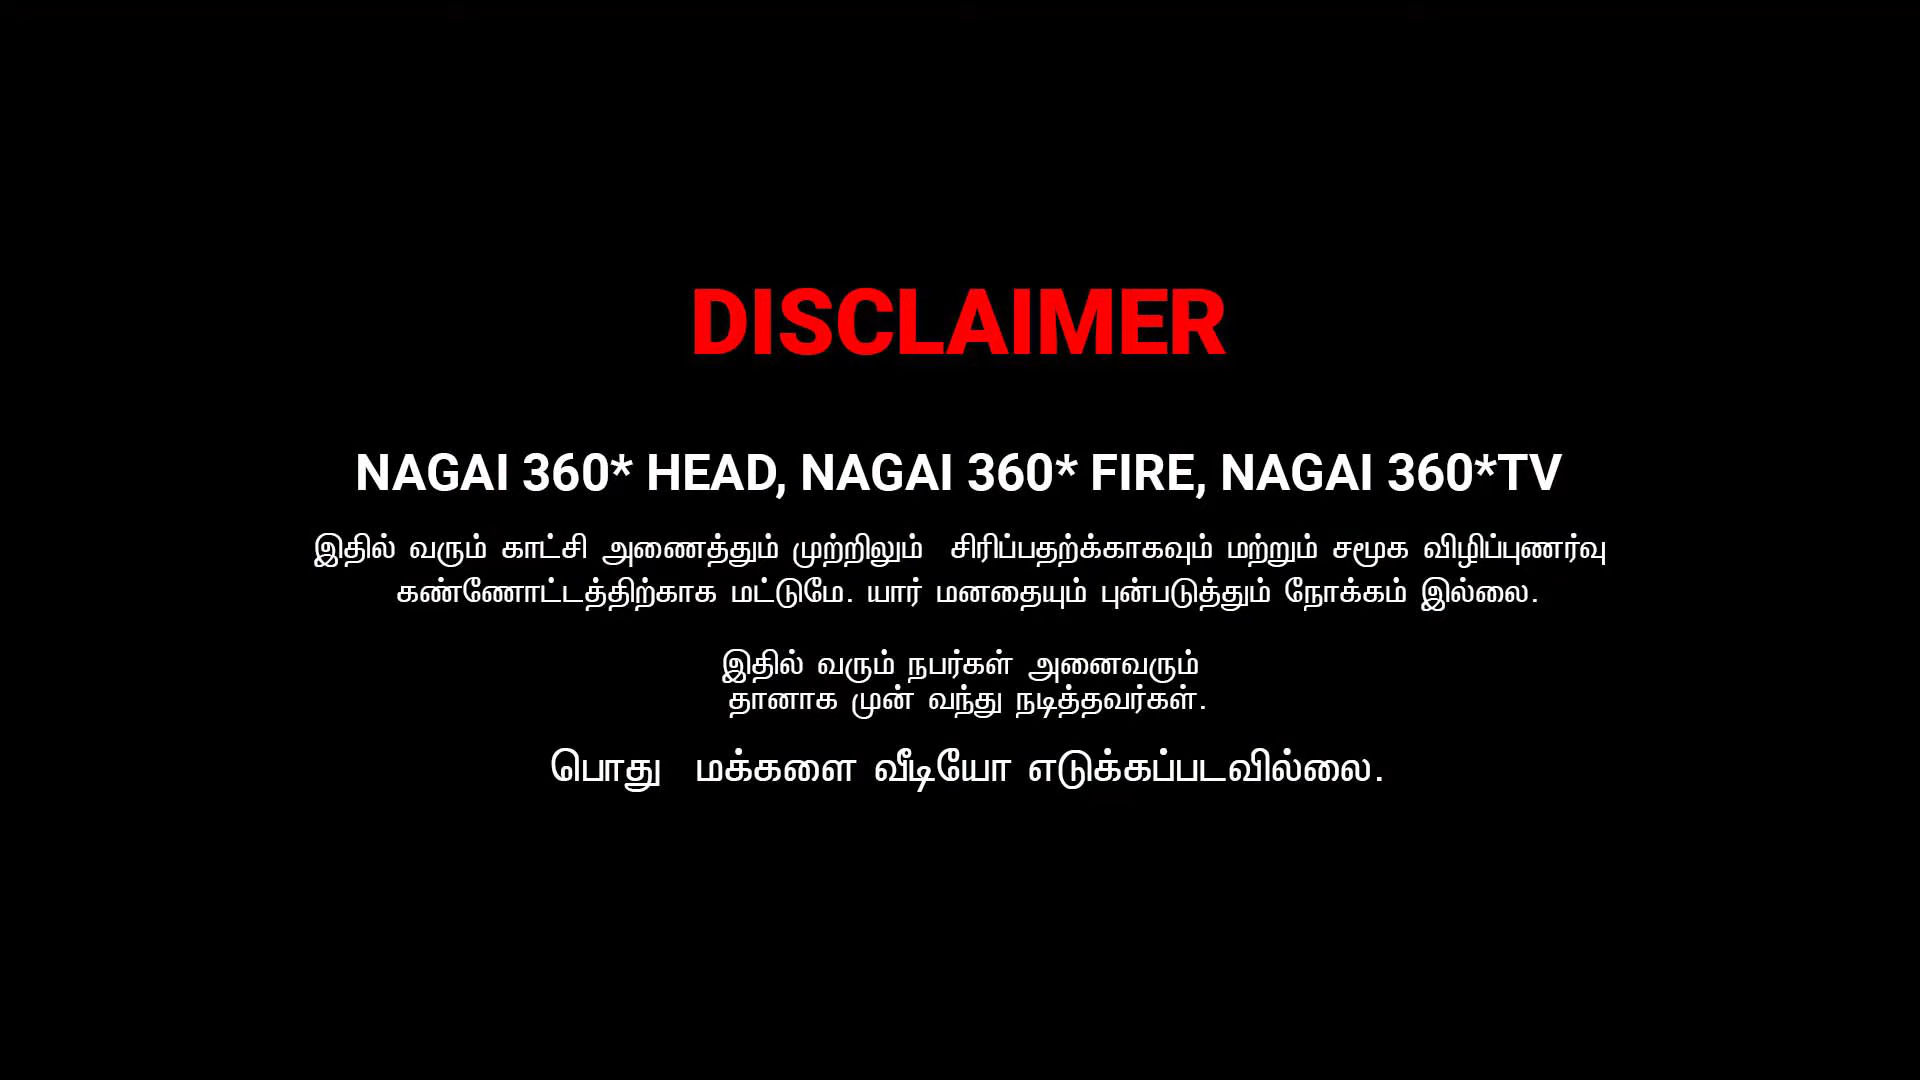 DISCLAIMER
NAGAI 360* HEAD, NAGAI 360* FIRE, NAGAI 360*TV
இதில் வரும் காட்சி அணைத்தும் முற்றிலும் சிரிப்பதற்க்காகவும் மற்றும் சமூக விழிப்புணர்வு
கண்ணோட்டத்திற்காக மட்டுமே. யார் மனதையும் புன்படுத்தும் நோக்கம் இல்லை.
இதில் வரும் நபர்கள் அனைவரும்
தானாக முன் வந்து நடித்தவர்கள்.
பொது மக்களை வீடியோ எடுக்கப்படவில்லை.